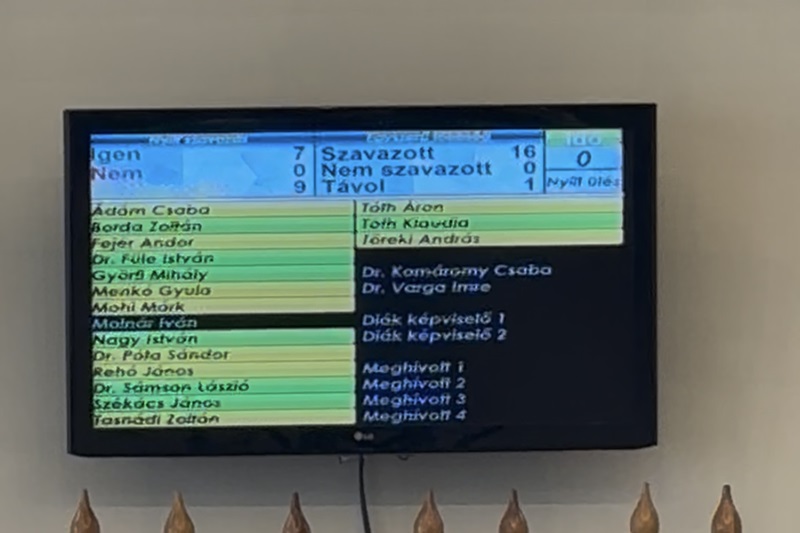 Igen 7
Nem 0
9
Szavazott 16
Nem szavazott 0
Távol 1
Idő
0
Nyílt ülés
Ádám Csaba
Borda Zoltán
Fejér Andor
Dr. Füle István
Györfi Mihály
Menkó Gyula
Mohi Márk
Molnár Iván
Nagy István
Dr. Póta Sándor
Rehó János
Dr. Sámson László
Székács János
Tasnádi Zoltán
Tóth Áron
Tóth Klaudia
Töreki András
Dr. Komáromy Csaba
Dr. Varga Imre
Diák képviselő 1
Diák képviselő 2
Meghívott 1
Meghívott 2
Meghívott 3
Meghívott 4
LG